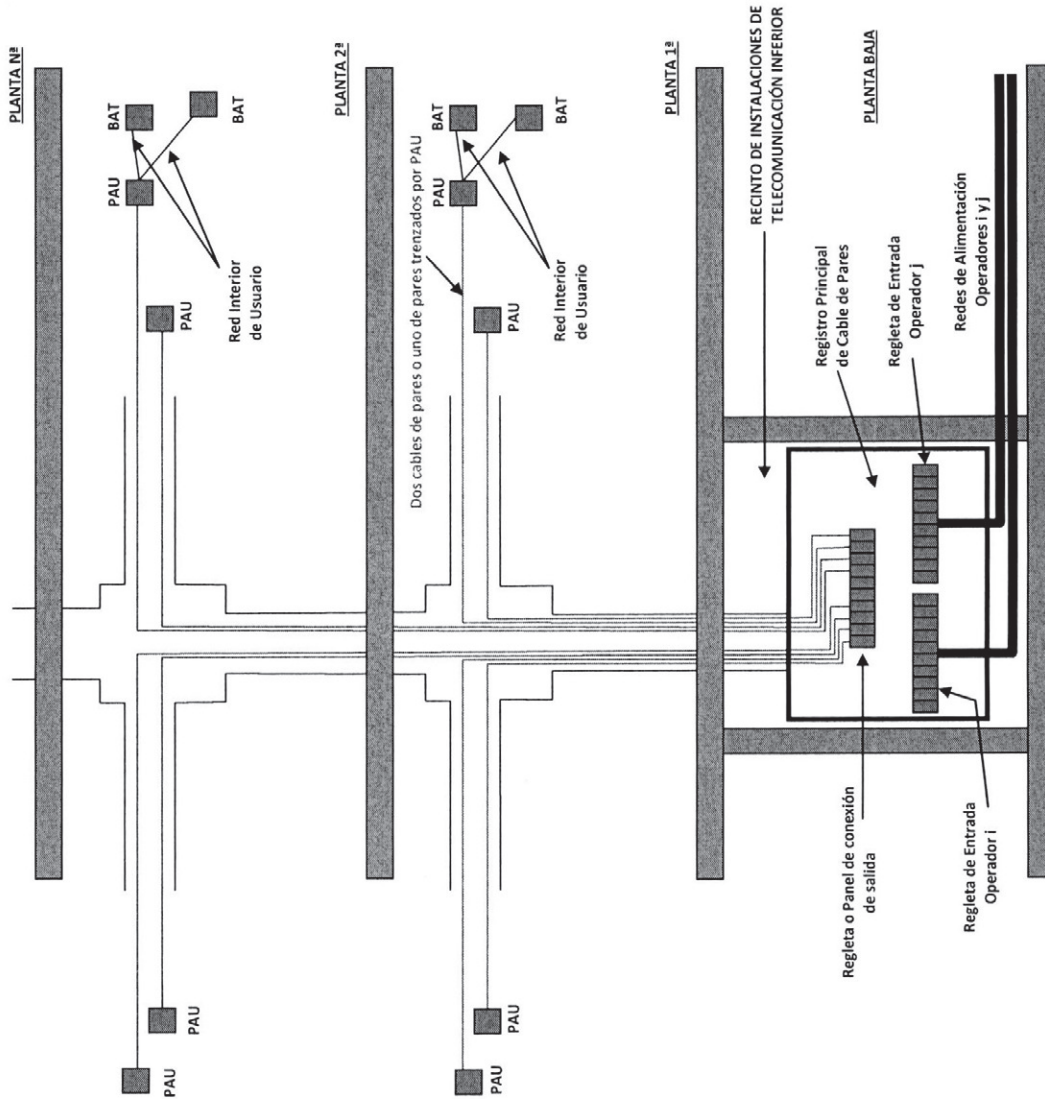 PLANTA Nª
BAT
BAT
PAU
PAU
Red Interior
de Usuario
PAU
PAU
PLANTA 2ª
BAT
BAT
PAU
Dos cables de pares o uno de pares trenzados por PAU
Red Interior
de Usuario
PAU
PAU
PAU
PLANTA 1ª
RECINTO DE INSTALACIONES DE
TELECOMUNICACIÓN INFERIOR
PLANTA BAJA
Registro Principal
de Cable de Pares
Regleta de Entrada
Operador j
Redes de Alimentación
Operadores i y j
Regleta o Panel de conexión
de salida
Regleta de Entrada
Operador i